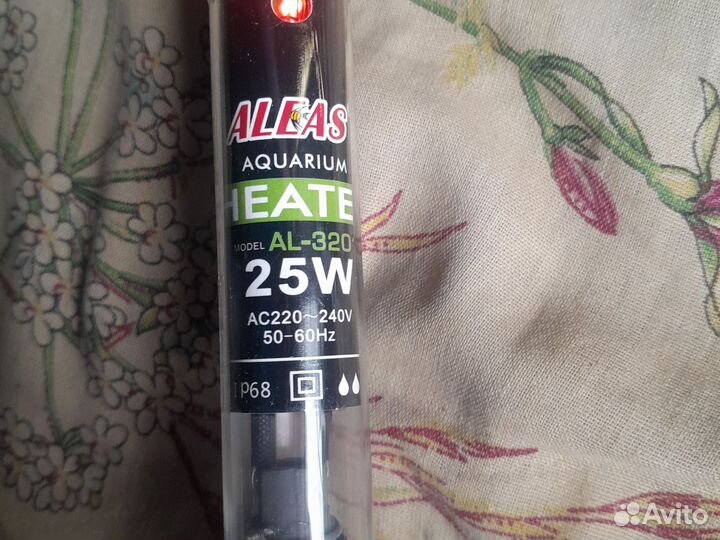 ALEAS
AQUARIUM
HEATE
MODEL AL-320
25W
AC220~240V
50-60Hz
IP68
Avito